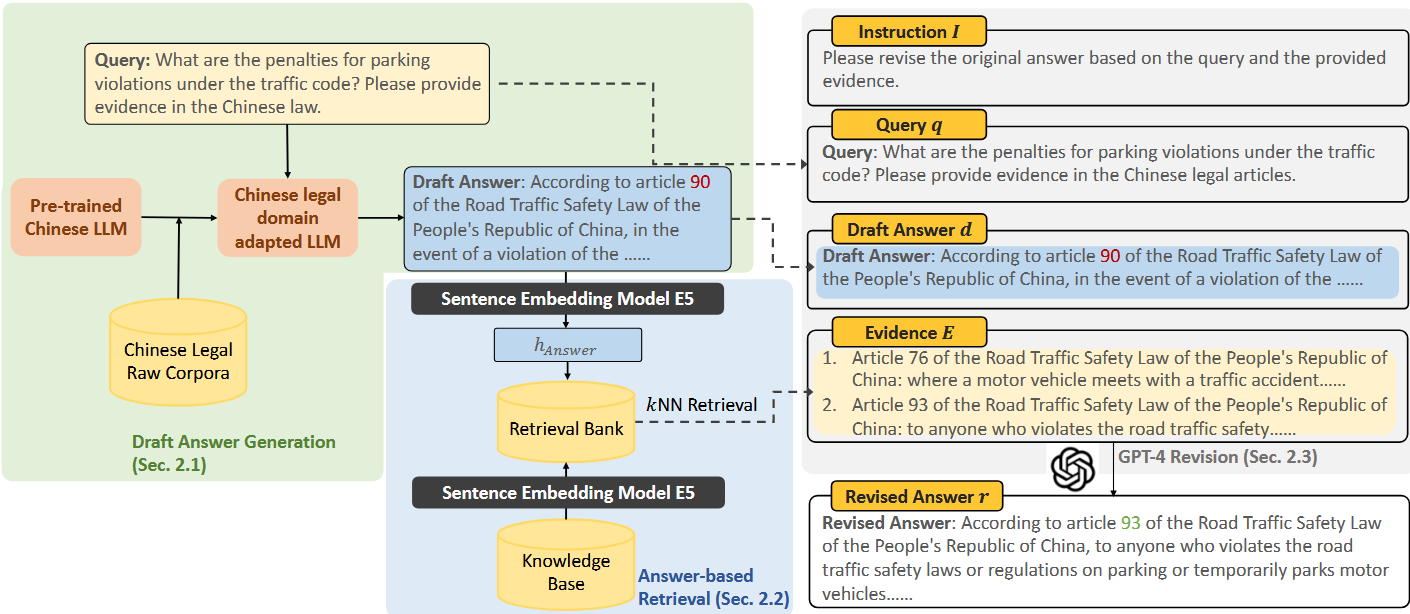 Query: What are the penalties for parking
violations under the traffic code? Please provide
evidence in the Chinese law.
Pre-trained
Chinese LLM
Chinese legal
domain
adapted LLM
Draft Answer: According to article 90
of the Road Traffic Safety Law of the
People's Republic of China, in the
event of a violation of the ......
Chinese Legal
Raw Corpora
Draft Answer Generation
(Sec. 2.1)
Sentence Embedding Model E5
hAnswer
Retrieval Bank
kNN Retrieval
Sentence Embedding Model E5
Knowledge
Base
Answer-based
Retrieval (Sec. 2.2)
Instruction I
Please revise the original answer based on the query and the provided
evidence.
Query q
Query: What are the penalties for parking violations under the traffic
code? Please provide evidence in the Chinese legal articles.
Draft Answer d
Draft Answer: According to article 90 of the Road Traffic Safety Law of
the People's Republic of China, in the event of a violation of the ......
Evidence E
1. Article 76 of the Road Traffic Safety Law of the People's Republic of
China: where a motor vehicle meets with a traffic accident......
2. Article 93 of the Road Traffic Safety Law of the People's Republic of
China: to anyone who violates the road traffic safety......
GPT-4 Revision (Sec. 2.3)
Revised Answer r
Revised Answer: According to article 93 of the Road Traffic Safety Law
of the People's Republic of China, to anyone who violates the road
traffic safety laws or regulations on parking or temporarily parks motor
vehicles......